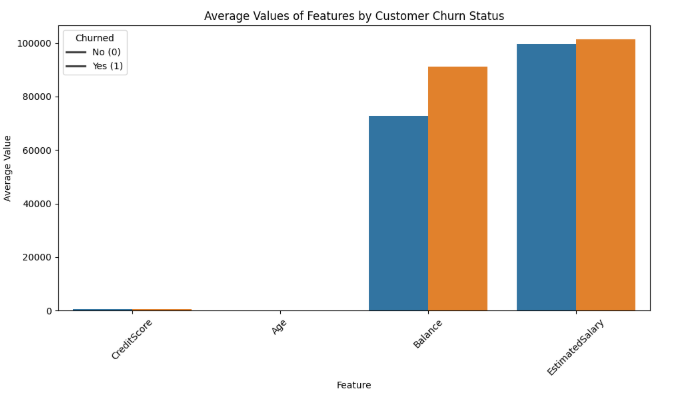 Average Values of Features by Customer Churn Status
Churned
No (0)
Yes (1)
Average Value
100000
80000
60000
40000
20000
0
CreditScore
Age
Balance
EstimatedSalary
Feature